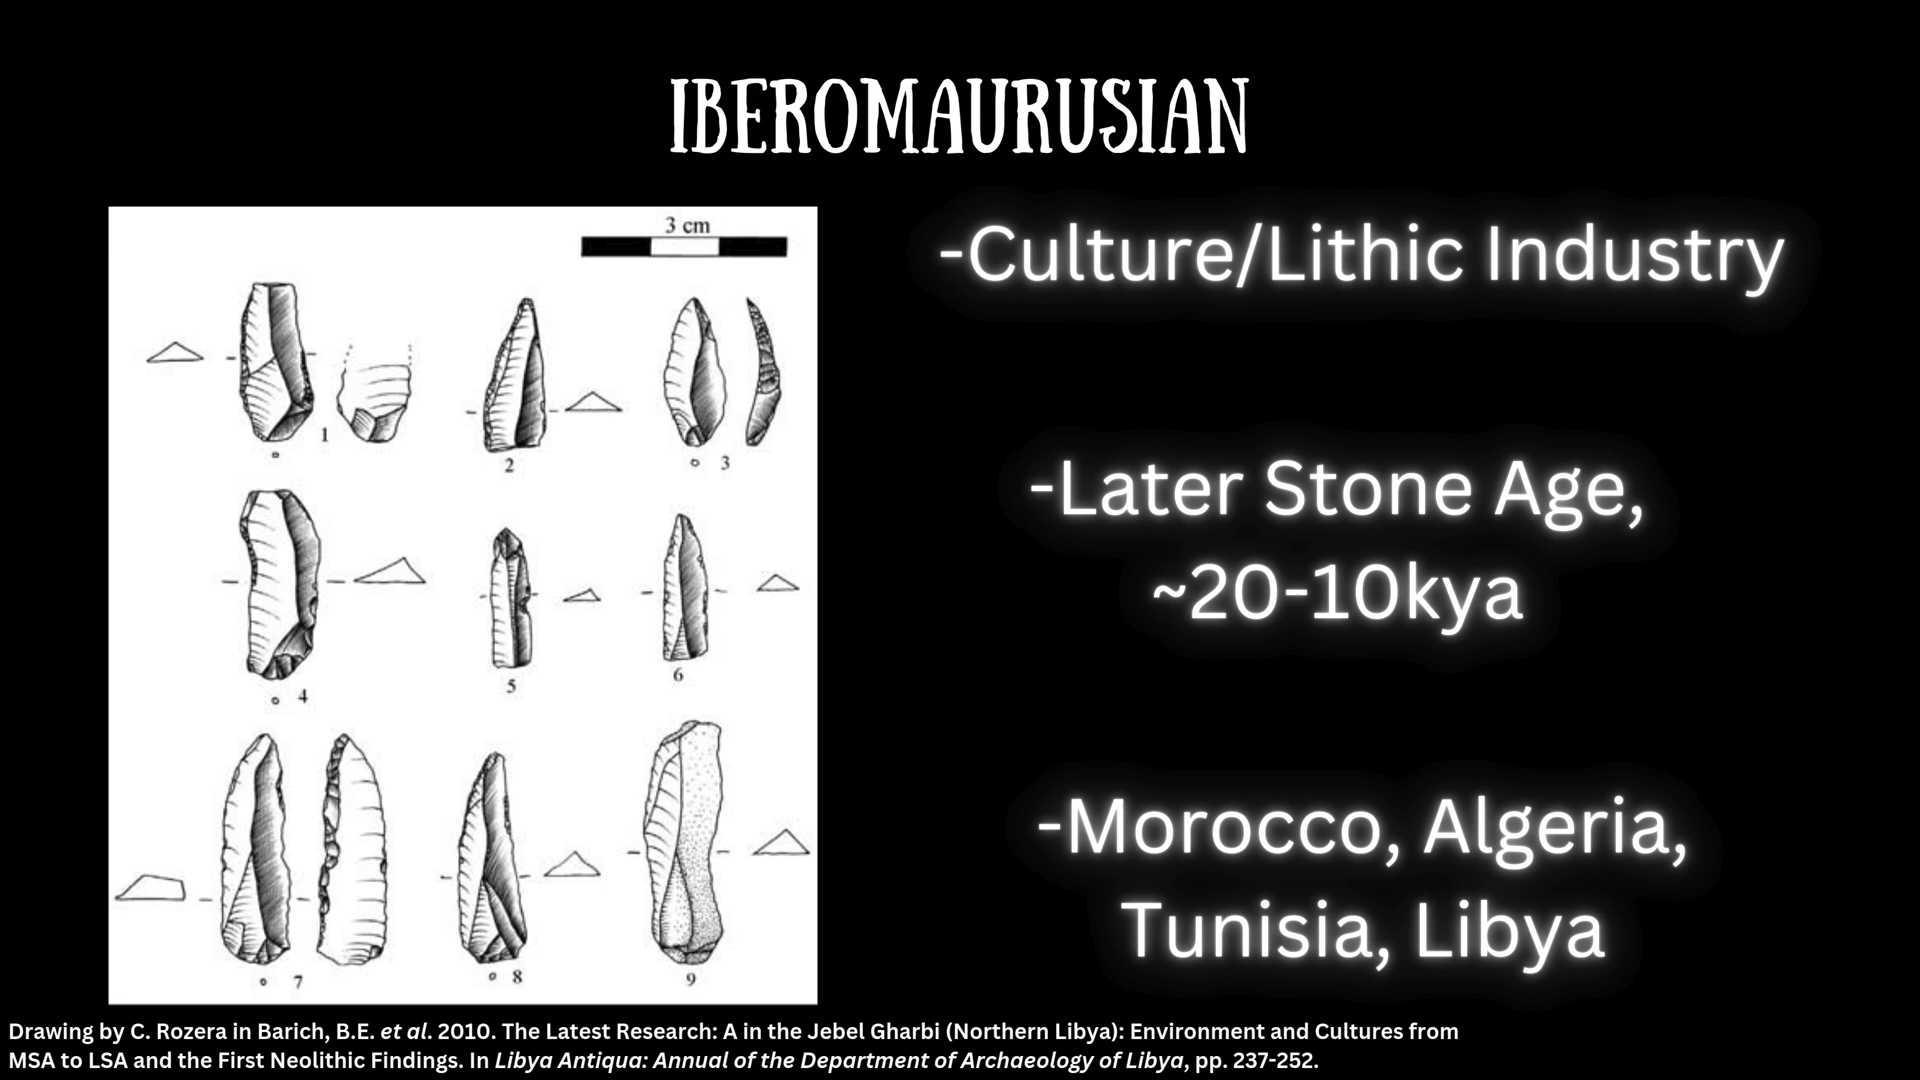 IBEROMAURUSIAN
3 cm
1
2
3
4
5
6
7
8
9
-Culture/Lithic Industry
-Later Stone Age,
~20-10kya
-Morocco, Algeria,
Tunisia, Libya
Drawing by C. Rozera in Barich, B.E. et al. 2010. The Latest Research: A in the Jebel Gharbi (Northern Libya): Environment and Cultures from
MSA to LSA and the First Neolithic Findings. In Libya Antiqua: Annual of the Department of Archaeology of Libya, pp. 237-252.